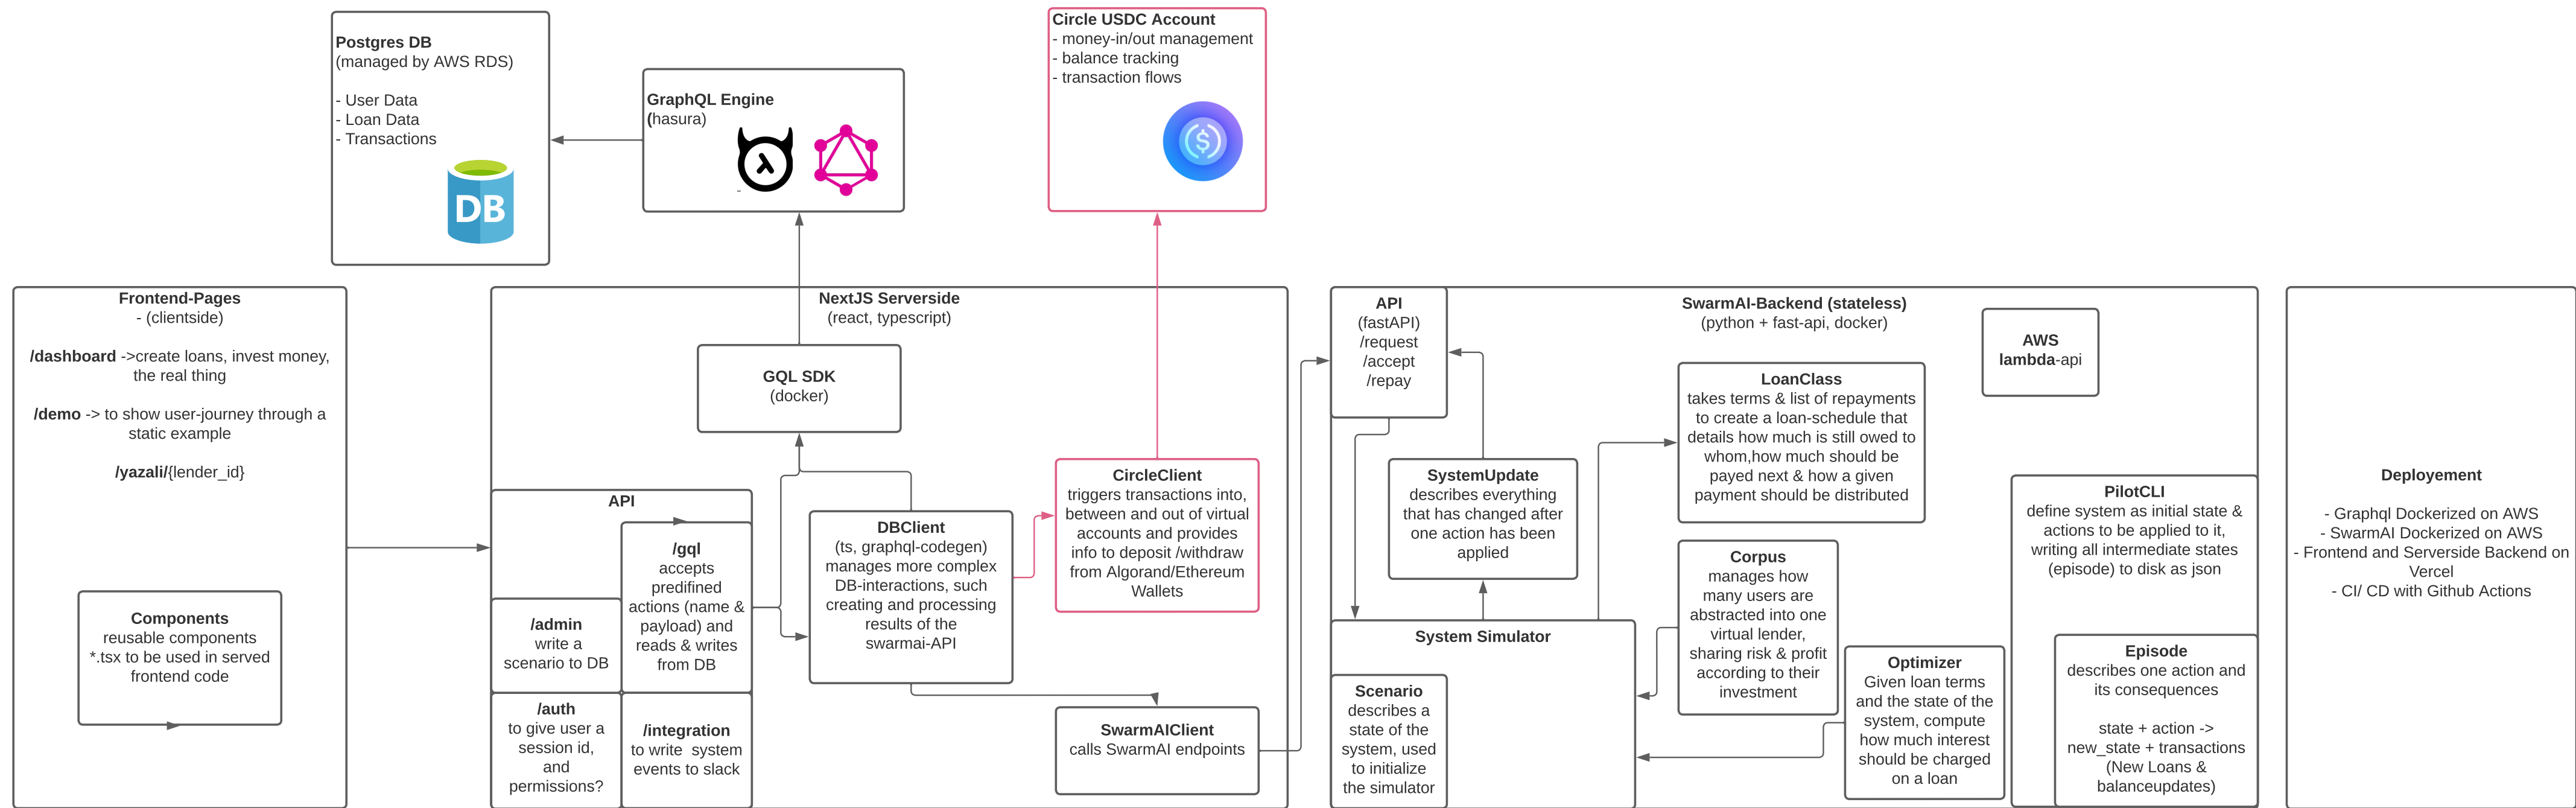 Postgres DB
(managed by AWS RDS)
- User Data
- Loan Data
- Transactions
DB
GraphQL Engine
(hasura)
-
Circle USDC Account
- money-in/out management
- balance tracking
- transaction flows
$
Frontend-Pages
- (clientside)
/dashboard ->create loans, invest money,
the real thing
/demo -> to show user-journey through a
static example
/yazali/{lender_id}
Components
reusable components
*.tsx to be used in served
frontend code
NextJS Serverside
(react, typescript)
GQL SDK
(docker)
API
/gql
accepts
predifined
actions (name &
payload) and
reads & writes
from DB
/admin
write a
scenario to DB
/auth
to give user a
session id,
and
permissions?
/integration
to write  system
events to slack
DBClient
(ts, graphql-codegen)
manages more complex
DB-interactions, such
creating and processing
results of the
swarmai-API
CircleClient
triggers transactions into,
between and out of virtual
accounts and provides
info to deposit /withdraw
from Algorand/Ethereum
Wallets
SwarmAIClient
calls SwarmAI endpoints
API
(fastAPI)
/request
/accept
/repay
SwarmAI-Backend (stateless)
(python + fast-api, docker)
AWS
lambda-api
LoanClass
takes terms & list of repayments
to create a loan-schedule that
details how much is still owed to
whom,how much should be
payed next & how a given
payment should be distributed
SystemUpdate
describes everything
that has changed after
one action has been
applied
System Simulator
Scenario
describes a
state of the
system, used
to initialize
the simulator
Corpus
manages how
many users are
abstracted into one
virtual lender,
sharing risk & profit
according to their
investment
Optimizer
Given loan terms
and the state of the
system, compute
how much interest
should be charged
on a loan
PilotCLI
define system as initial state &
actions to be applied to it,
writing all intermediate states
(episode) to disk as json
Episode
describes one action and
its consequences
state + action ->
new_state + transactions
(New Loans &
balanceupdates)
Deployement
- Graphql Dockerized on AWS
- SwarmAI Dockerized on AWS
- Frontend and Serverside Backend on
Vercel
- CI/ CD with Github Actions